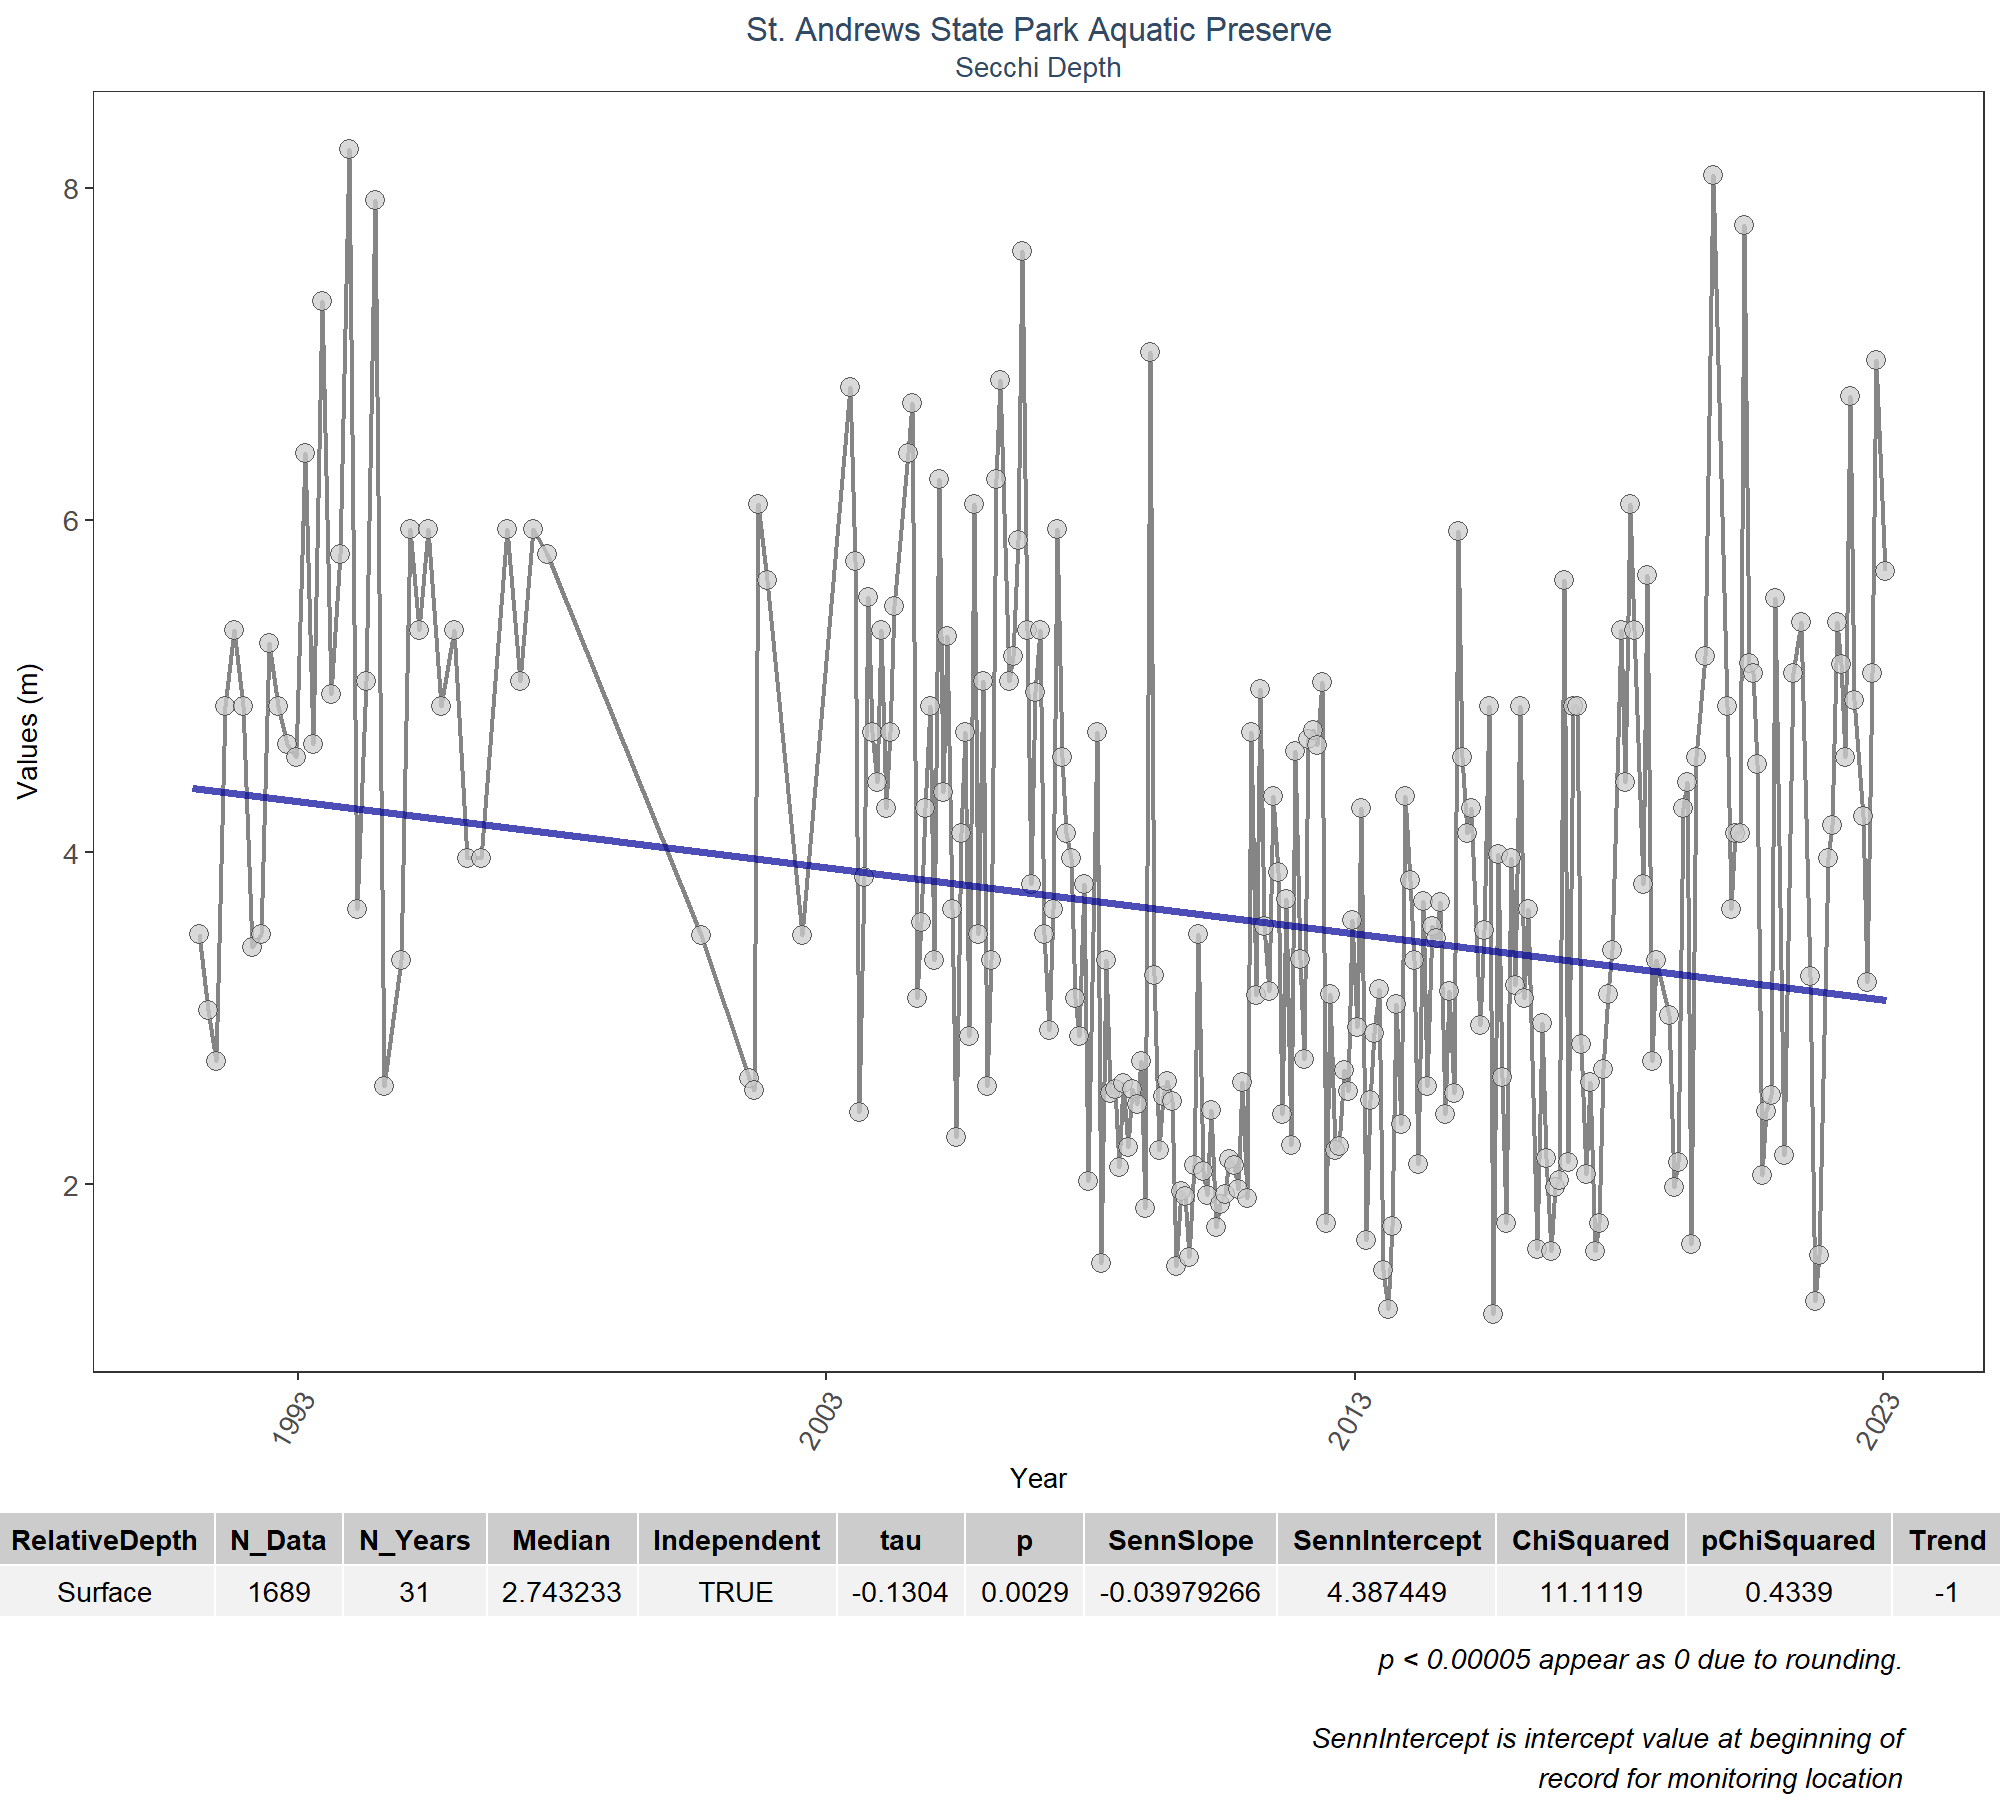 St. Andrews State Park Aquatic Preserve
Secchi Depth
Values (m)
8
6
4
2
1993
2003
2013
2023
Year
RelativeDepth N_Data N_Years Median Independent tau p SennSlope SennIntercept ChiSquared pChiSquared Trend
Surface 1689 31 2.743233 TRUE -0.1304 0.0029 -0.03979266 4.387449 11.1119 0.4339 -1
p < 0.00005 appear as 0 due to rounding.
SennIntercept is intercept value at beginning of
record for monitoring location